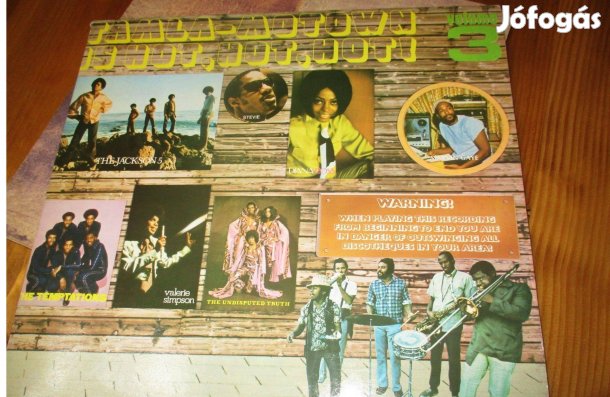 Jófogás
TAMLA-MOTOWN
IS HOT, HOT, HOT!
volume
3
STEVIE
THE JACKSON 5
DIANA
GAYE
WARNING!
WHEN PLAYING THIS RECORDING
FROM BEGINNING TO END YOU ARE
IN DANGER OF OUTSWINGING ALL
DISCOTHEQUES IN YOUR AREA!
THE TEMPTATIONS
valerie
simpson
THE UNDISPUTED TRUTH